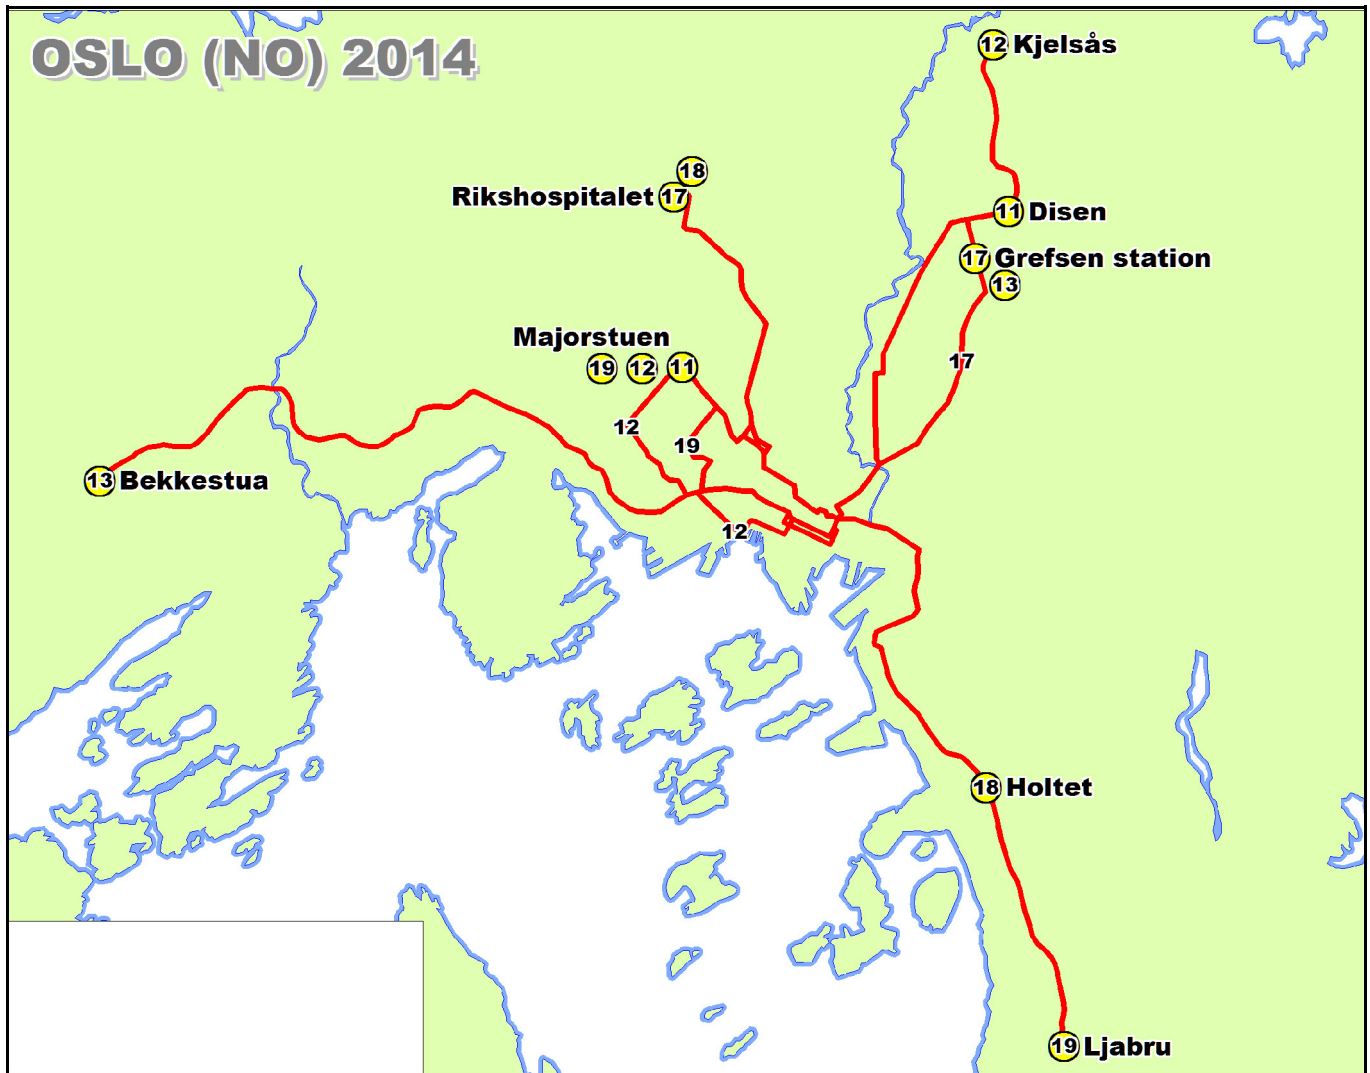 OSLO (NO) 2014
12 Kjelsås
18
Rikshospitalet 17
11 Disen
17 Grefsen station
13
Majorstuen
19 12 11
17
12
19
13 Bekkestua
12
18 Holtet
19 Ljabru